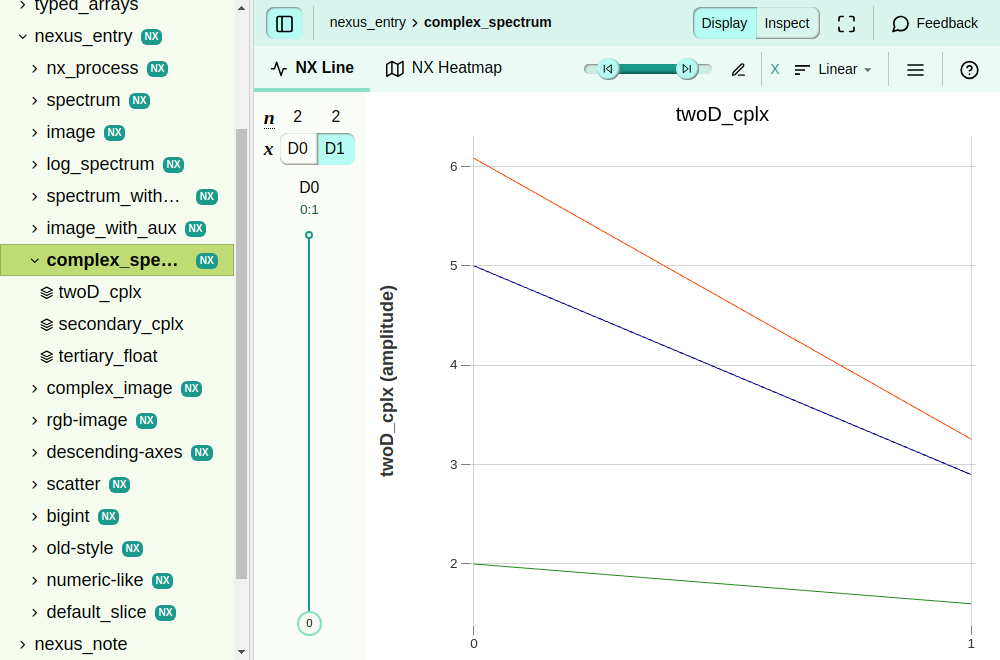 typed_arrays
nexus_entry NX
nx_process NX
spectrum NX
image NX
log_spectrum NX
spectrum_with… NX
image_with_aux NX
complex_spe… NX
twoD_cplx
secondary_cplx
tertiary_float
complex_image NX
rgb-image NX
descending-axes NX
scatter NX
bigint NX
old-style NX
numeric-like NX
default_slice NX
nexus_note
nexus_entry › complex_spectrum
Display Inspect
Feedback
NX Line NX Heatmap
X Linear
n 2 2
x D0 D1
D0
0:1
0
twoD_cplx
twoD_cplx (amplitude)
6
5
4
3
2
0 1